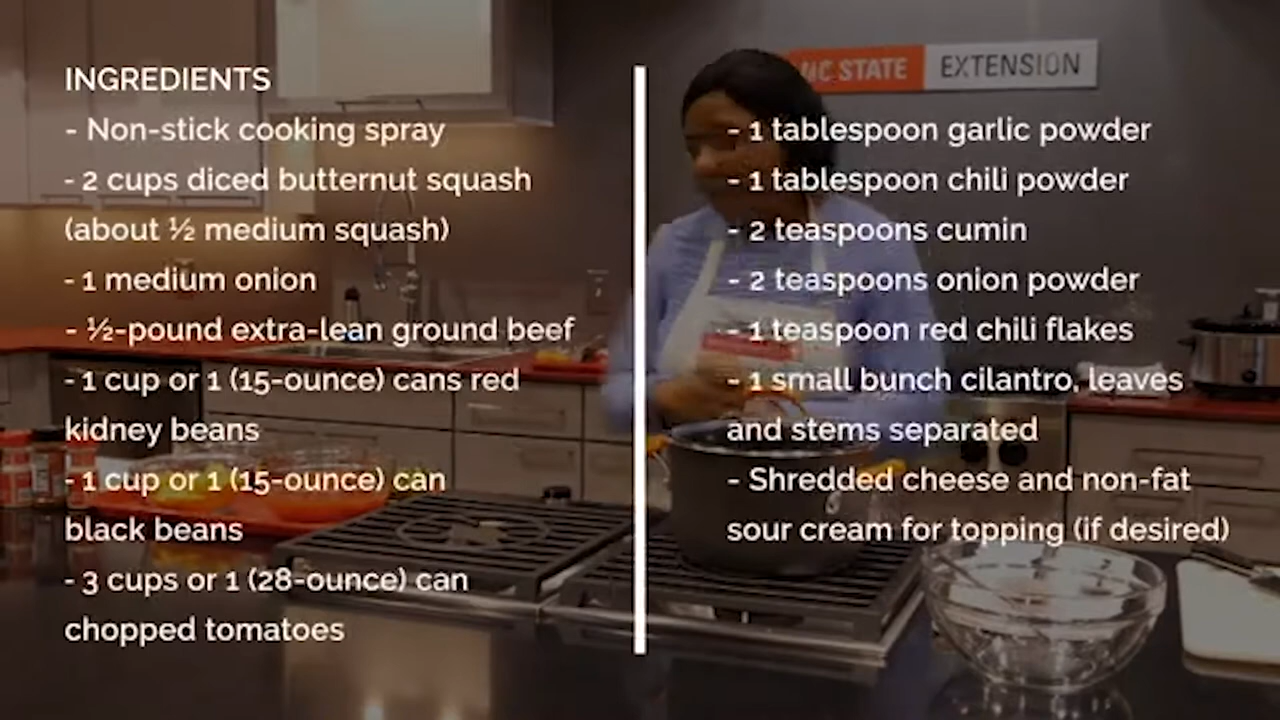 INGREDIENTS
- Non-stick cooking spray
- 2 cups diced butternut squash
(about ½ medium squash)
- 1 medium onion
- ½-pound extra-lean ground beef
- 1 cup or 1 (15-ounce) cans red
kidney beans
- 1 cup or 1 (15-ounce) can
black beans
- 3 cups or 1 (28-ounce) can
chopped tomatoes
NC STATE EXTENSION
- 1 tablespoon garlic powder
- 1 tablespoon chili powder
- 2 teaspoons cumin
- 2 teaspoons onion powder
- 1 teaspoon red chili flakes
- 1 small bunch cilantro, leaves
and stems separated
- Shredded cheese and non-fat
sour cream for topping (if desired)